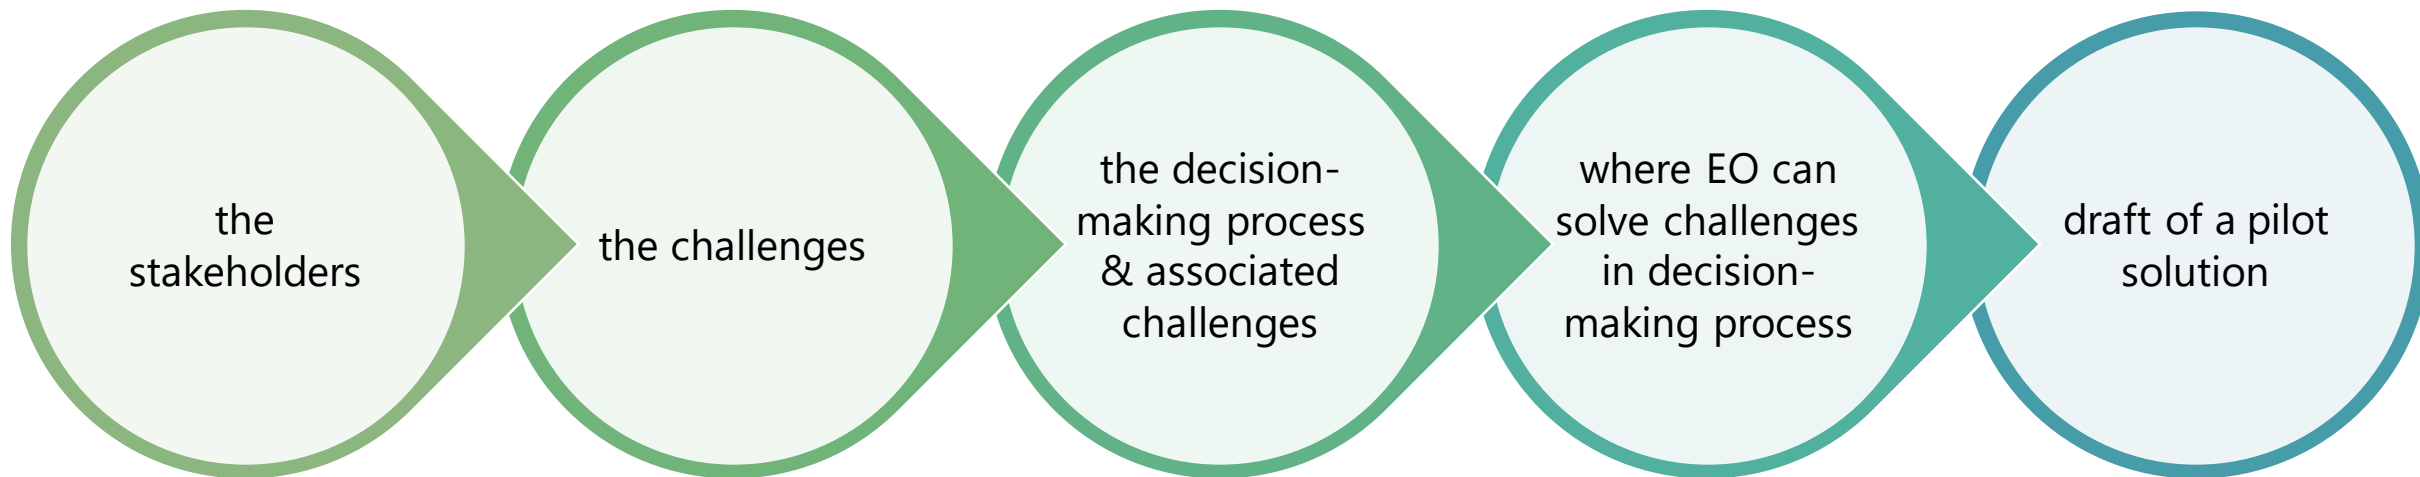 the
stakeholders
the challenges
the decision-
making process
& associated
challenges
where EO can
solve challenges
in decision-
making process
draft of a pilot
solution